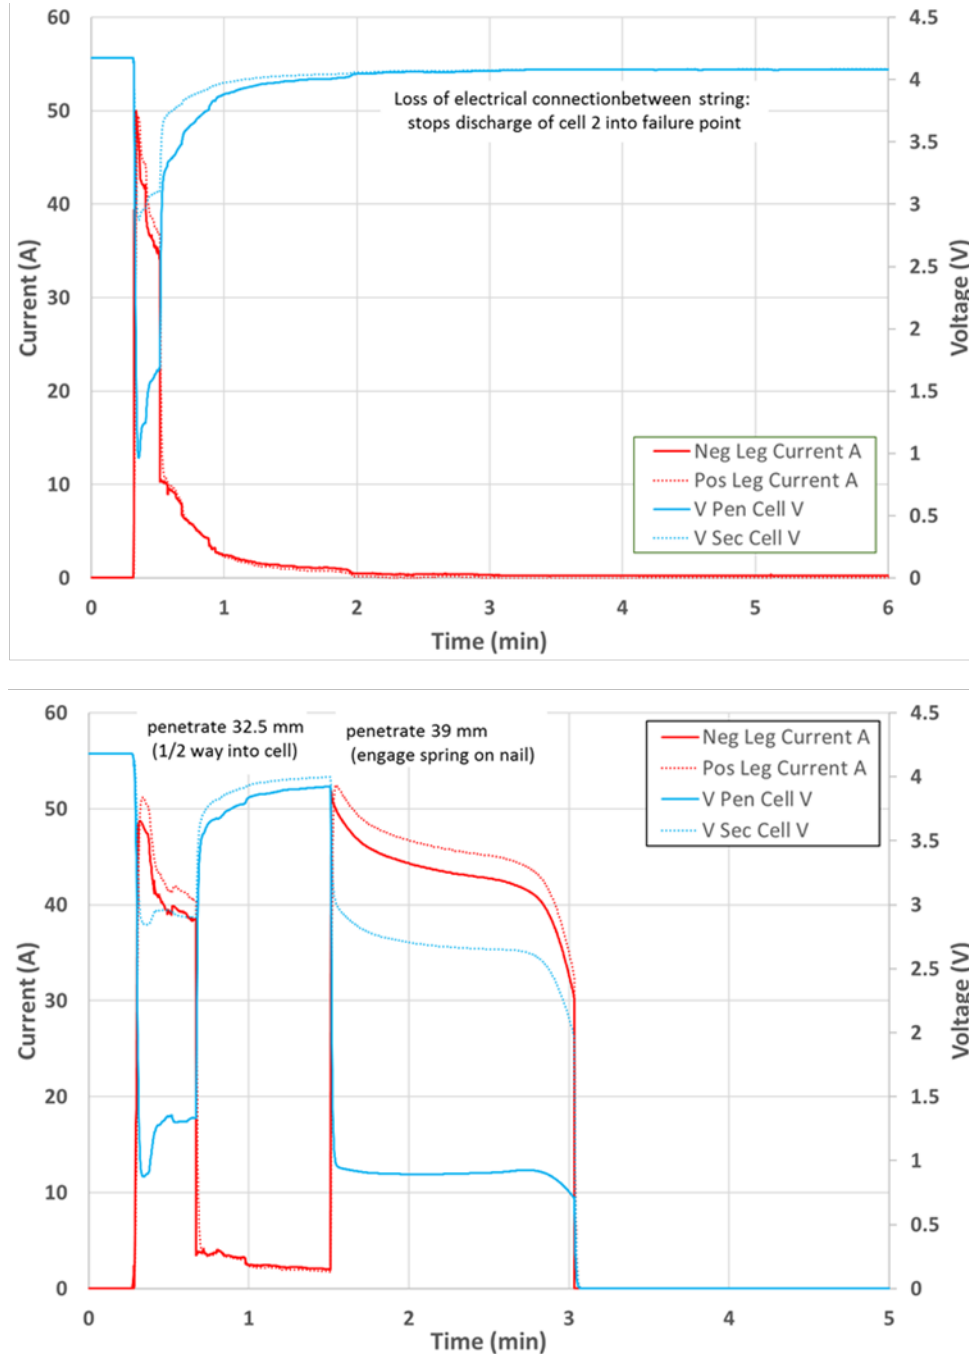 60
50
40
30
20
10
0
Current (A)
4.5
4
3.5
3
2.5
2
1.5
1
0.5
0
Voltage (V)
Loss of electrical connectionbetween string:
stops discharge of cell 2 into failure point
Neg Leg Current A
Pos Leg Current A
V Pen Cell V
V Sec Cell V
0 1 2 3 4 5 6
Time (min)
60
50
40
30
20
10
0
Current (A)
4.5
4
3.5
3
2.5
2
1.5
1
0.5
0
Voltage (V)
penetrate 32.5 mm
(1/2 way into cell)
penetrate 39 mm
(engage spring on nail)
Neg Leg Current A
Pos Leg Current A
V Pen Cell V
V Sec Cell V
0 1 2 3 4 5
Time (min)